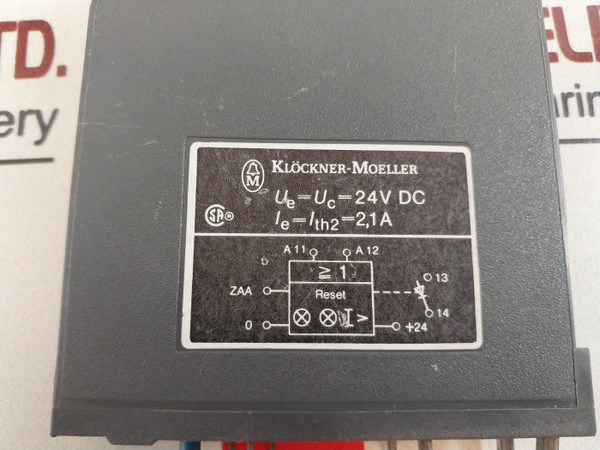 TD.
ELE
ery
arin
M
KLÖCKNER-MOELLER
Ue=Uc=24V DC
SA ®
Ie=Ith2=2,1A
A 11 A 12
≧ 1
ZAA Reset 13
0 I > +24 14